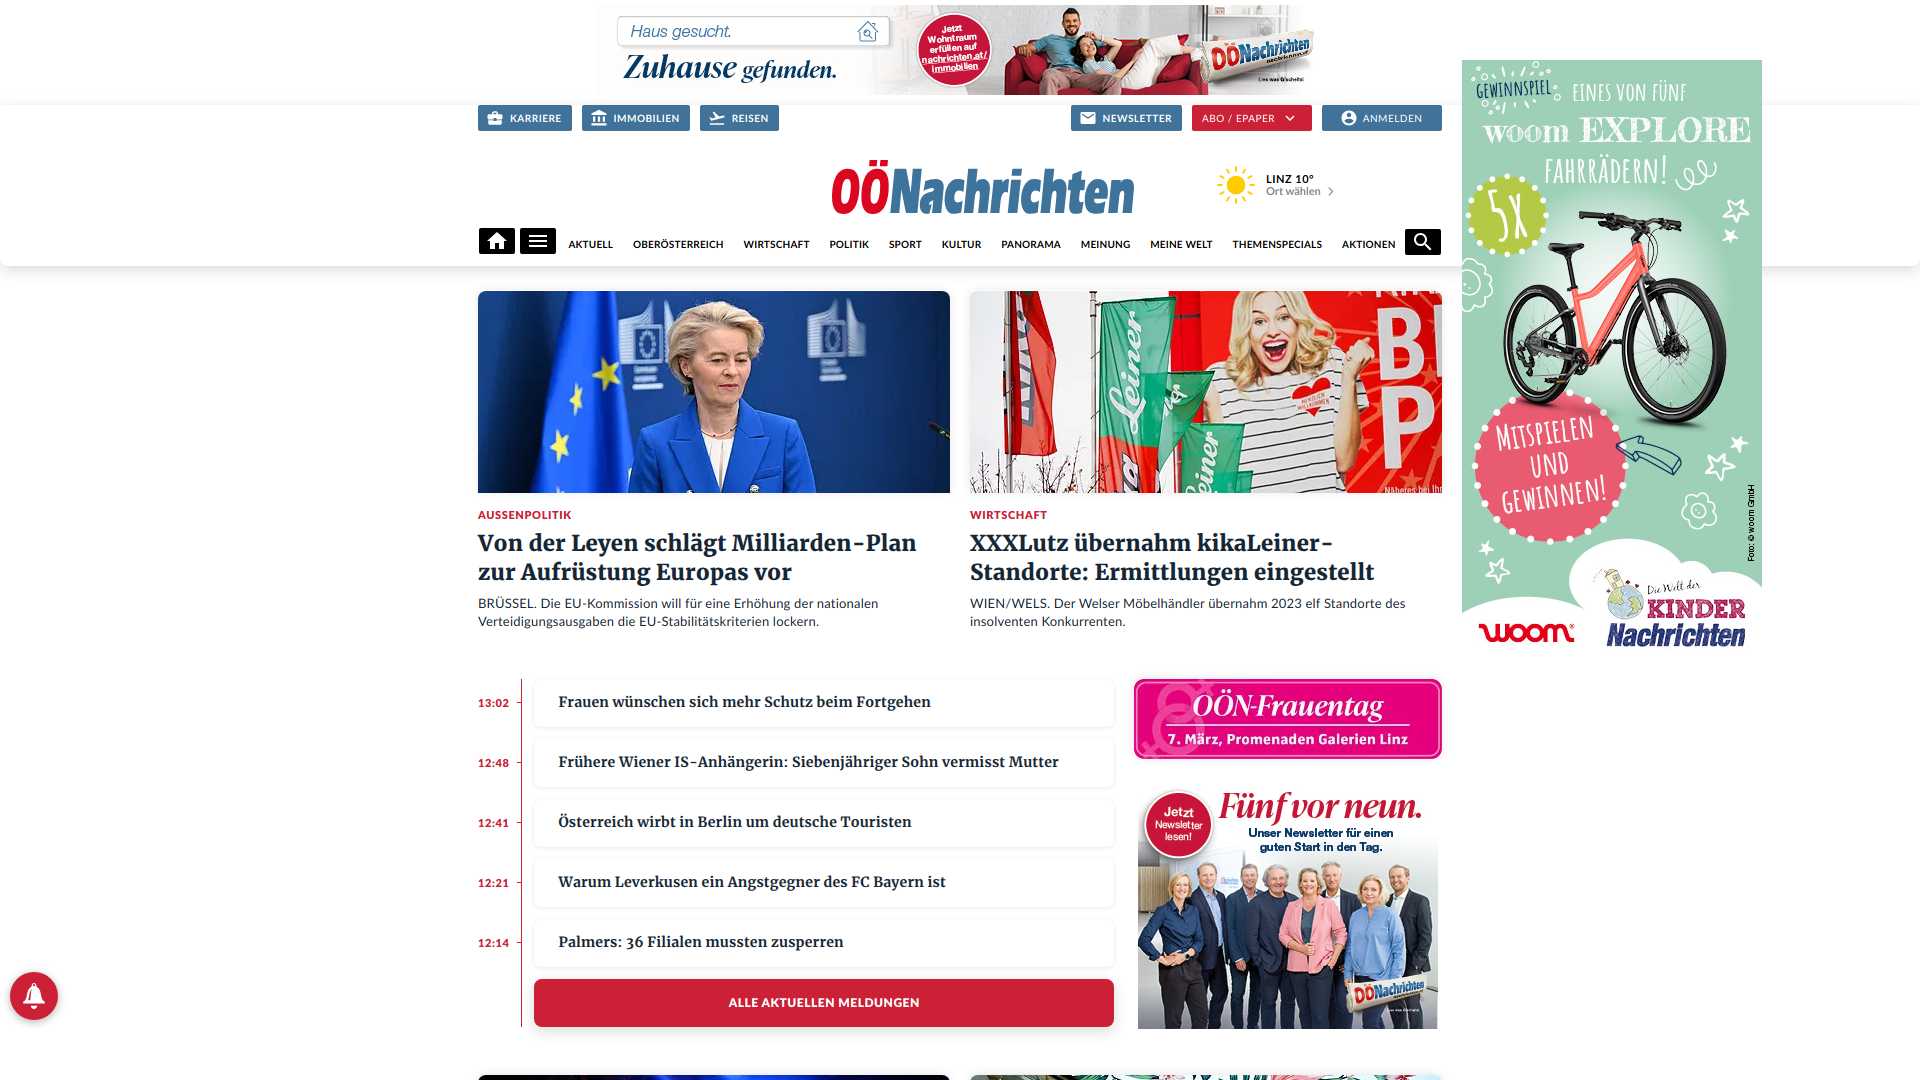 Haus gesucht.
Zuhause gefunden.
Jetzt
Wohntraum
erfüllen auf
nachrichten.at/
immobilien
OÖNachrichten
Lies was Gscheits!
KARRIERE
IMMOBILIEN
REISEN
NEWSLETTER
ABO / EPAPER
ANMELDEN
OÖNachrichten
LINZ 10°
Ort wählen
AKTUELL
OBERÖSTERREICH
WIRTSCHAFT
POLITIK
SPORT
KULTUR
PANORAMA
MEINUNG
MEINE WELT
THEMENSPECIALS
AKTIONEN
GEWINNSPIEL
EINES VON FÜNF
woom EXPLORE
FAHRRÄDERN!
5X
MITSPIELEN
UND
GEWINNEN!
Foto: © woom GmbH
Die Welt der
KINDER
Nachrichten
woom
Leiner
Leiner
AUSSENPOLITIK
Von der Leyen schlägt Milliarden-Plan
zur Aufrüstung Europas vor
BRÜSSEL. Die EU-Kommission will für eine Erhöhung der nationalen
Verteidigungsausgaben die EU-Stabilitätskriterien lockern.
WIRTSCHAFT
XXXLutz übernahm kikaLeiner-
Standorte: Ermittlungen eingestellt
WIEN/WELS. Der Welser Möbelhändler übernahm 2023 elf Standorte des
insolventen Konkurrenten.
13:02
Frauen wünschen sich mehr Schutz beim Fortgehen
12:48
Frühere Wiener IS-Anhängerin: Siebenjähriger Sohn vermisst Mutter
12:41
Österreich wirbt in Berlin um deutsche Touristen
12:21
Warum Leverkusen ein Angstgegner des FC Bayern ist
12:14
Palmers: 36 Filialen mussten zusperren
ALLE AKTUELLEN MELDUNGEN
OÖN-Frauentag
7. März, Promenaden Galerien Linz
Jetzt
Newsletter
lesen!
Fünf vor neun.
Unser Newsletter für einen
guten Start in den Tag.
OÖNachrichten